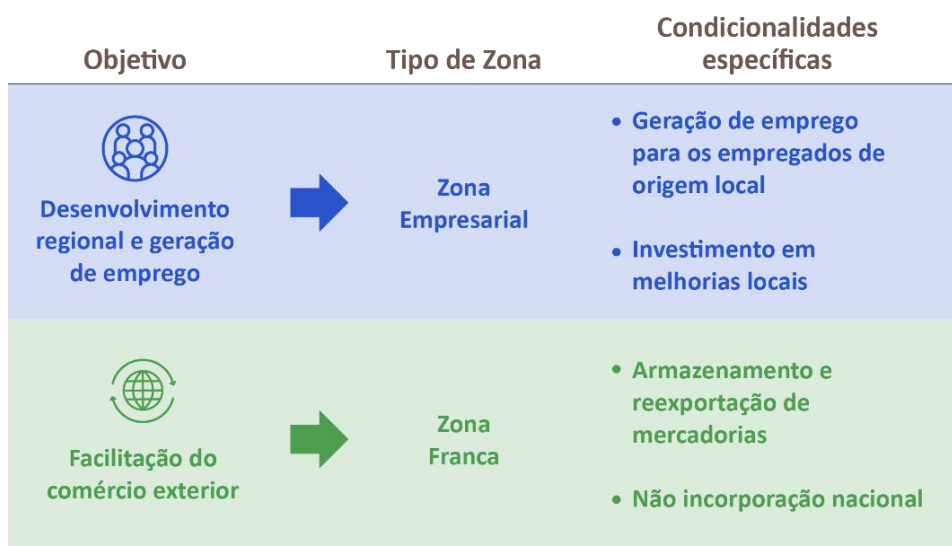 Objetivo
Tipo de Zona
Condicionalidades
específicas
Desenvolvimento
regional e geração
de emprego
Zona
Empresarial
• Geração de emprego
para os empregados de
origem local
• Investimento em
melhorias locais
Facilitação do
comércio exterior
Zona
Franca
• Armazenamento e
reexportação de
mercadorias
• Não incorporação nacional